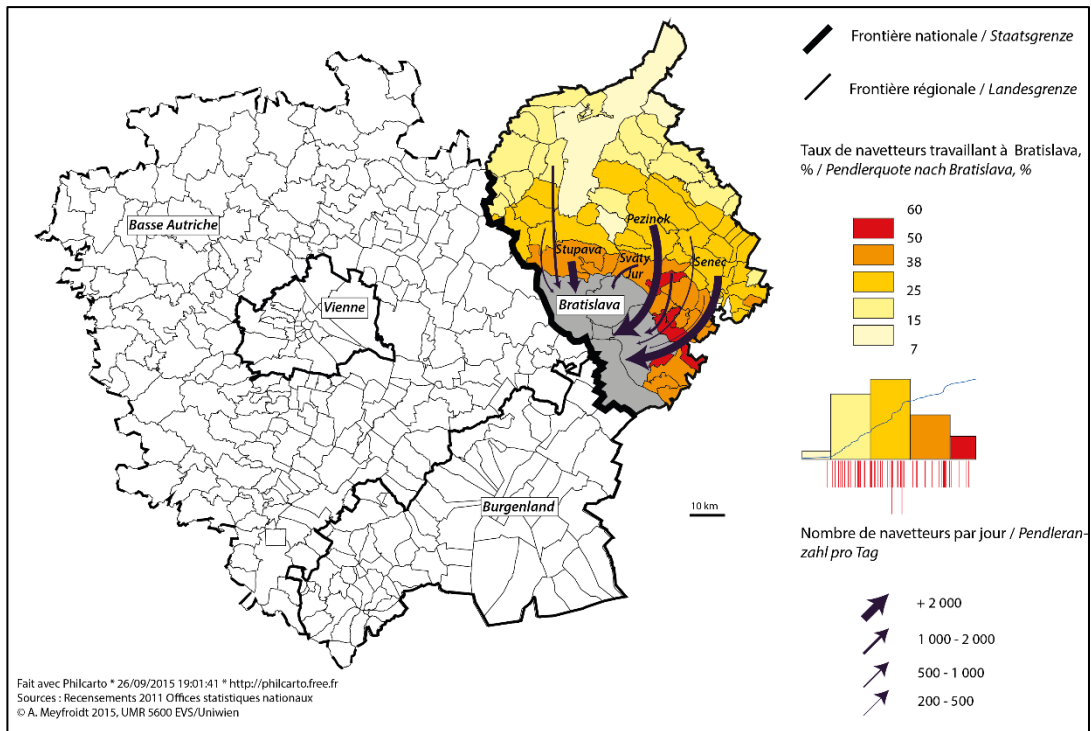 Frontière nationale / Staatsgrenze
Frontière régionale / Landesgrenze
Taux de navetteurs travaillant à Bratislava,
% / Pendlerquote nach Bratislava, %
60
50
38
25
15
7
Basse Autriche
Vienne
Pezinok
Stupava
Svätý
Jur
Senec
Bratislava
Burgenland
10 km
Nombre de navetteurs par jour / Pendleran-
zahl pro Tag
+ 2 000
1 000 - 2 000
500 - 1 000
200 - 500
Fait avec Philcarto * 26/09/2015 19:01:41 * http://philcarto.free.fr
Sources : Recensements 2011 Offices statistiques nationaux
© A. Meyfroidt 2015, UMR 5600 EVS/Uniwien